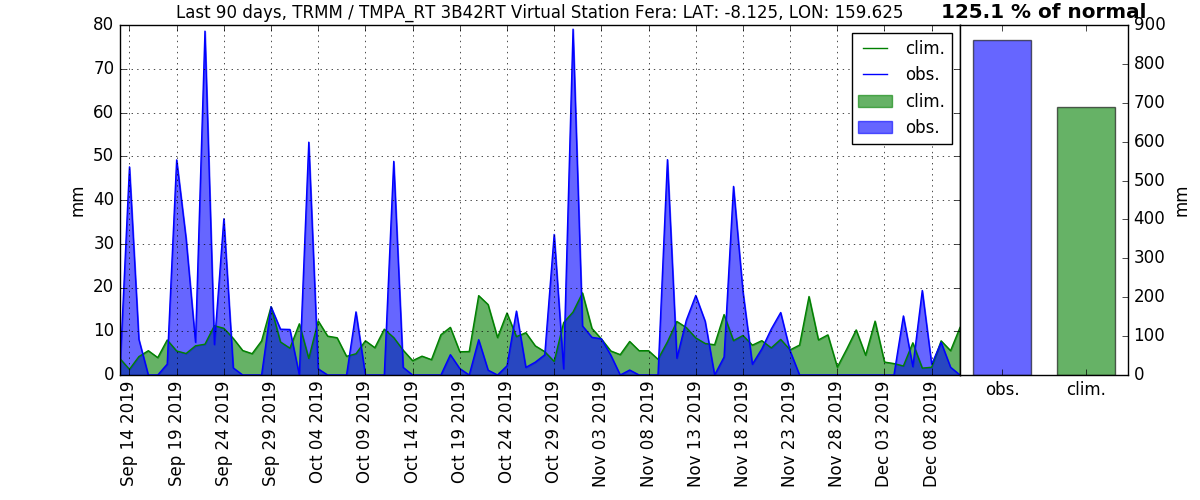 Last 90 days, TRMM / TMPA_RT 3B42RT Virtual Station Fera: LAT: -8.125, LON: 159.625
125.1 % of normal
80
70
60
50
40
30
20
10
0
mm
clim.
obs.
clim.
obs.
Sep 14 2019
Sep 19 2019
Sep 24 2019
Sep 29 2019
Oct 04 2019
Oct 09 2019
Oct 14 2019
Oct 19 2019
Oct 24 2019
Oct 29 2019
Nov 03 2019
Nov 08 2019
Nov 13 2019
Nov 18 2019
Nov 23 2019
Nov 28 2019
Dec 03 2019
Dec 08 2019
900
800
700
600
500
400
300
200
100
0
mm
obs.
clim.